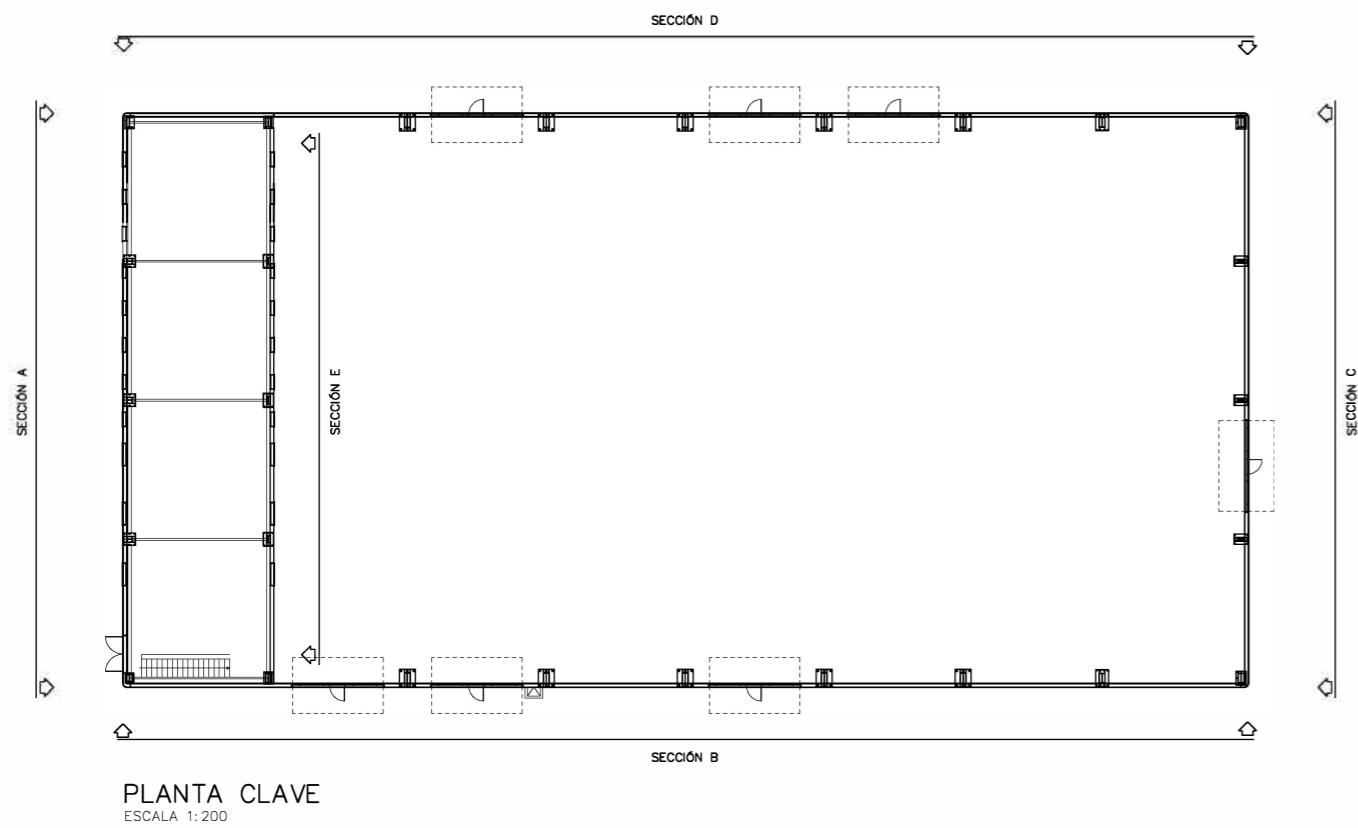 SECCIÓN D
SECCIÓN A
SECCIÓN E
SECCIÓN C
SECCIÓN B
PLANTA CLAVE
ESCALA 1:200